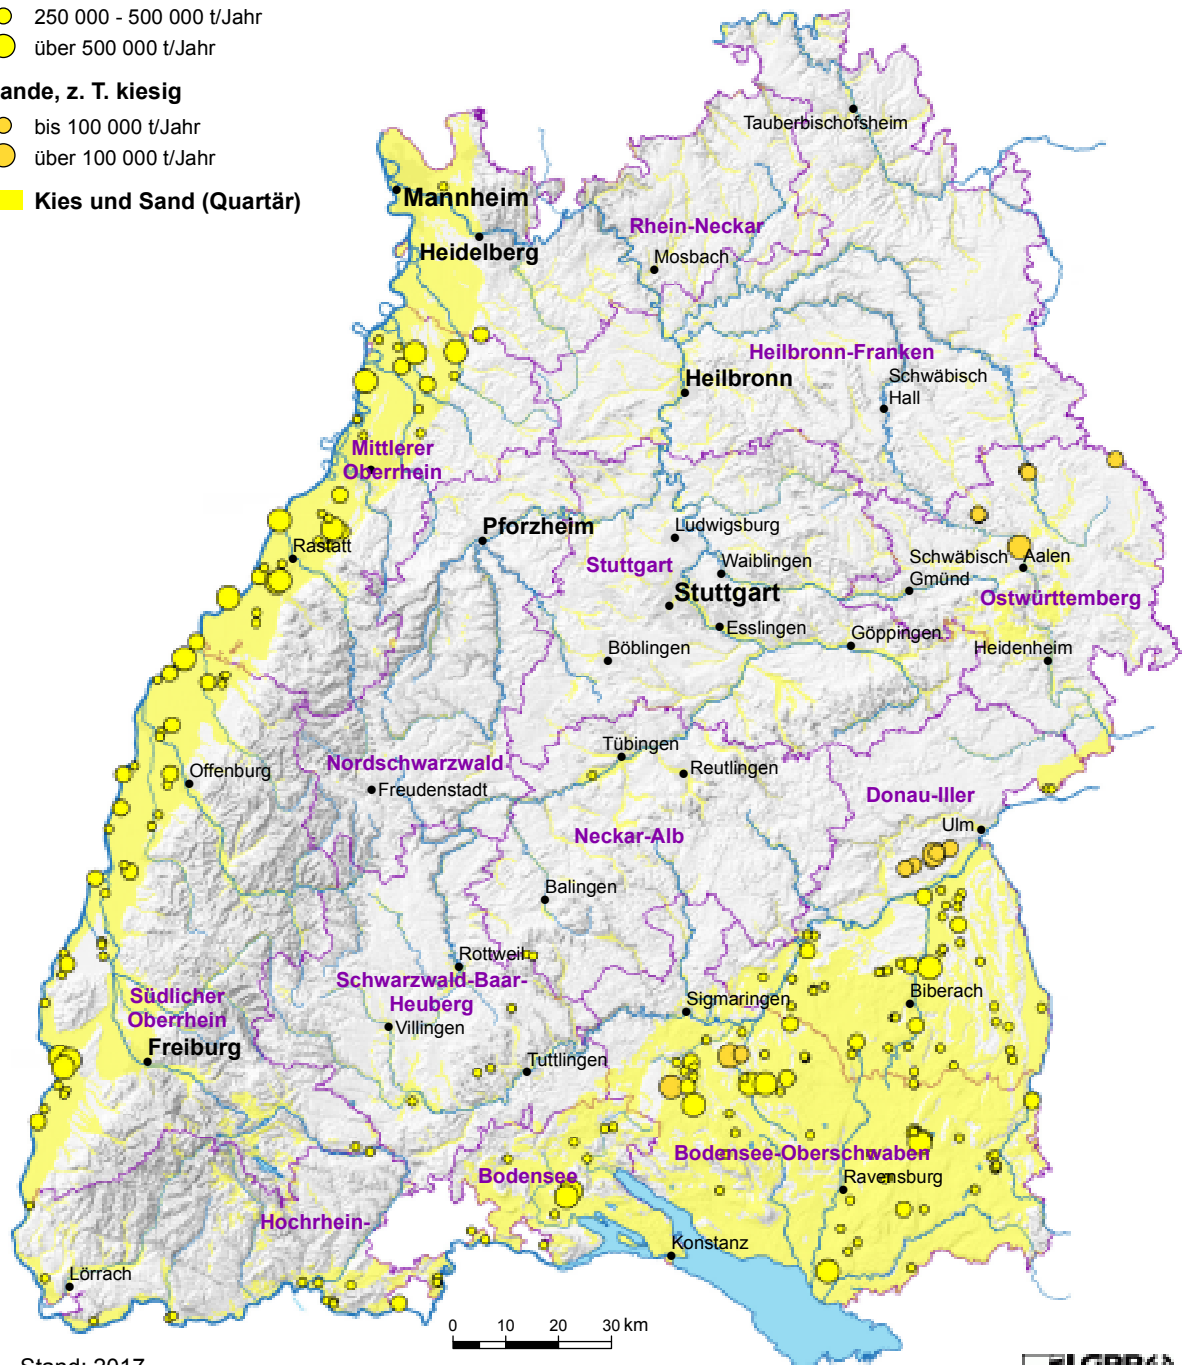 250 000 - 500 000 t/Jahr
über 500 000 t/Jahr
ande, z. T. kiesig
bis 100 000 t/Jahr
über 100 000 t/Jahr
Kies und Sand (Quartär)
Tauberbischofsheim
Mannheim
Rhein-Neckar
Heidelberg
Mosbach
Heilbronn-Franken
Heilbronn
Schwäbisch
Hall
Mittlerer
Oberrhein
Pforzheim
Ludwigsburg
Rastatt
Stuttgart
Waiblingen
Schwäbisch
Gmünd
Aalen
Stuttgart
Ostwürttemberg
Esslingen
Göppingen
Böblingen
Heidenheim
Tübingen
Nordschwarzwald
Reutlingen
Offenburg
Freudenstadt
Donau-Iller
Ulm
Neckar-Alb
Balingen
Rottweil
Schwarzwald-Baar-
Heuberg
Südlicher
Oberrhein
Sigmaringen
Biberach
Villingen
Freiburg
Tuttlingen
Bodensee-Oberschwaben
Bodensee
Ravensburg
Hochrhein-
Konstanz
Lörrach
0 10 20 30 km
Stand: 2017